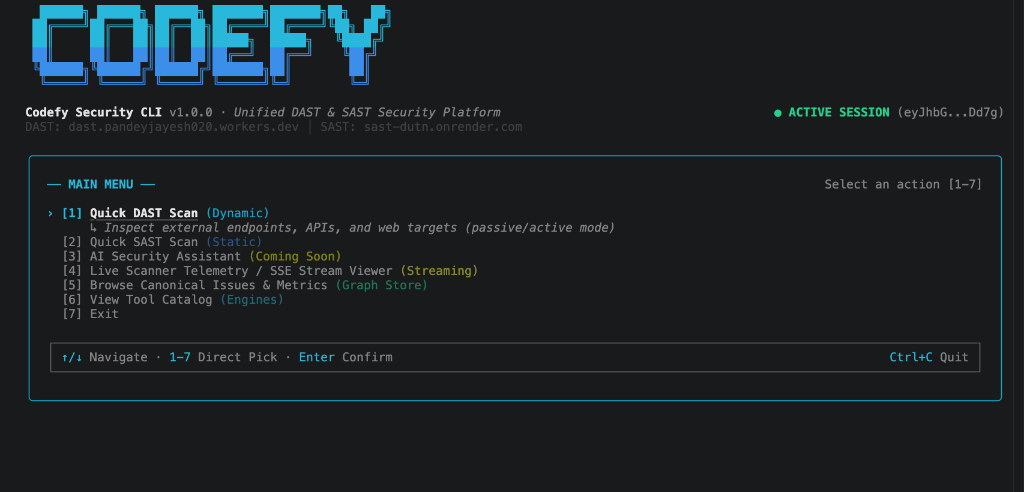 CODEFY
Codefy Security CLI v1.0.0 · Unified DAST & SAST Security Platform ● ACTIVE SESSION (eyJhbG...Dd7g)
DAST: dast.pandeyjayesh020.workers.dev | SAST: sast-dutn.onrender.com
── MAIN MENU ── Select an action [1–7]
› [1] Quick DAST Scan (Dynamic)
↳ Inspect external endpoints, APIs, and web targets (passive/active mode)
[2] Quick SAST Scan (Static)
[3] AI Security Assistant (Coming Soon)
[4] Live Scanner Telemetry / SSE Stream Viewer (Streaming)
[5] Browse Canonical Issues & Metrics (Graph Store)
[6] View Tool Catalog (Engines)
[7] Exit
↑/↓ Navigate · 1–7 Direct Pick · Enter Confirm Ctrl+C Quit